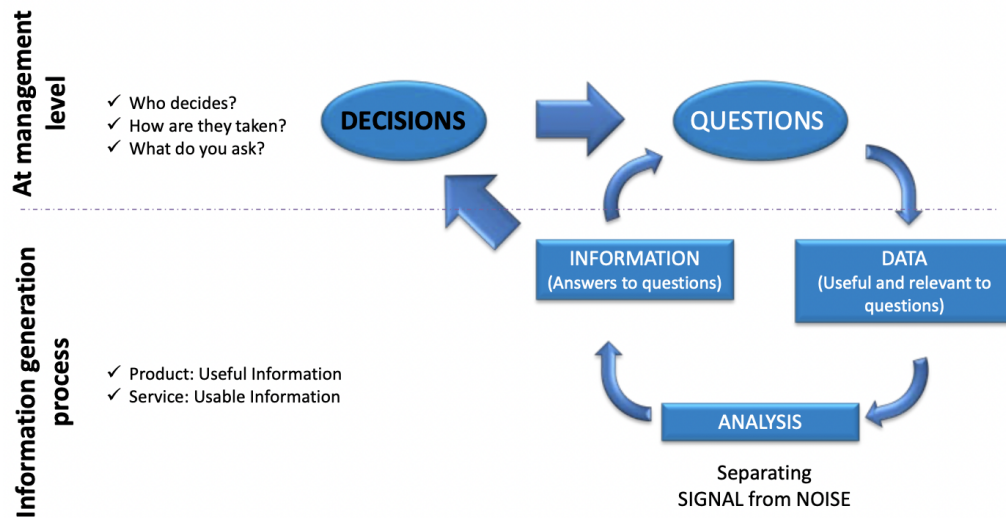 At management
level
✓ Who decides?
✓ How are they taken?
✓ What do you ask?
DECISIONS
QUESTIONS
Information generation
process
✓ Product: Useful Information
✓ Service: Usable Information
INFORMATION
(Answers to questions)
DATA
(Useful and relevant to
questions)
ANALYSIS
Separating
SIGNAL from NOISE